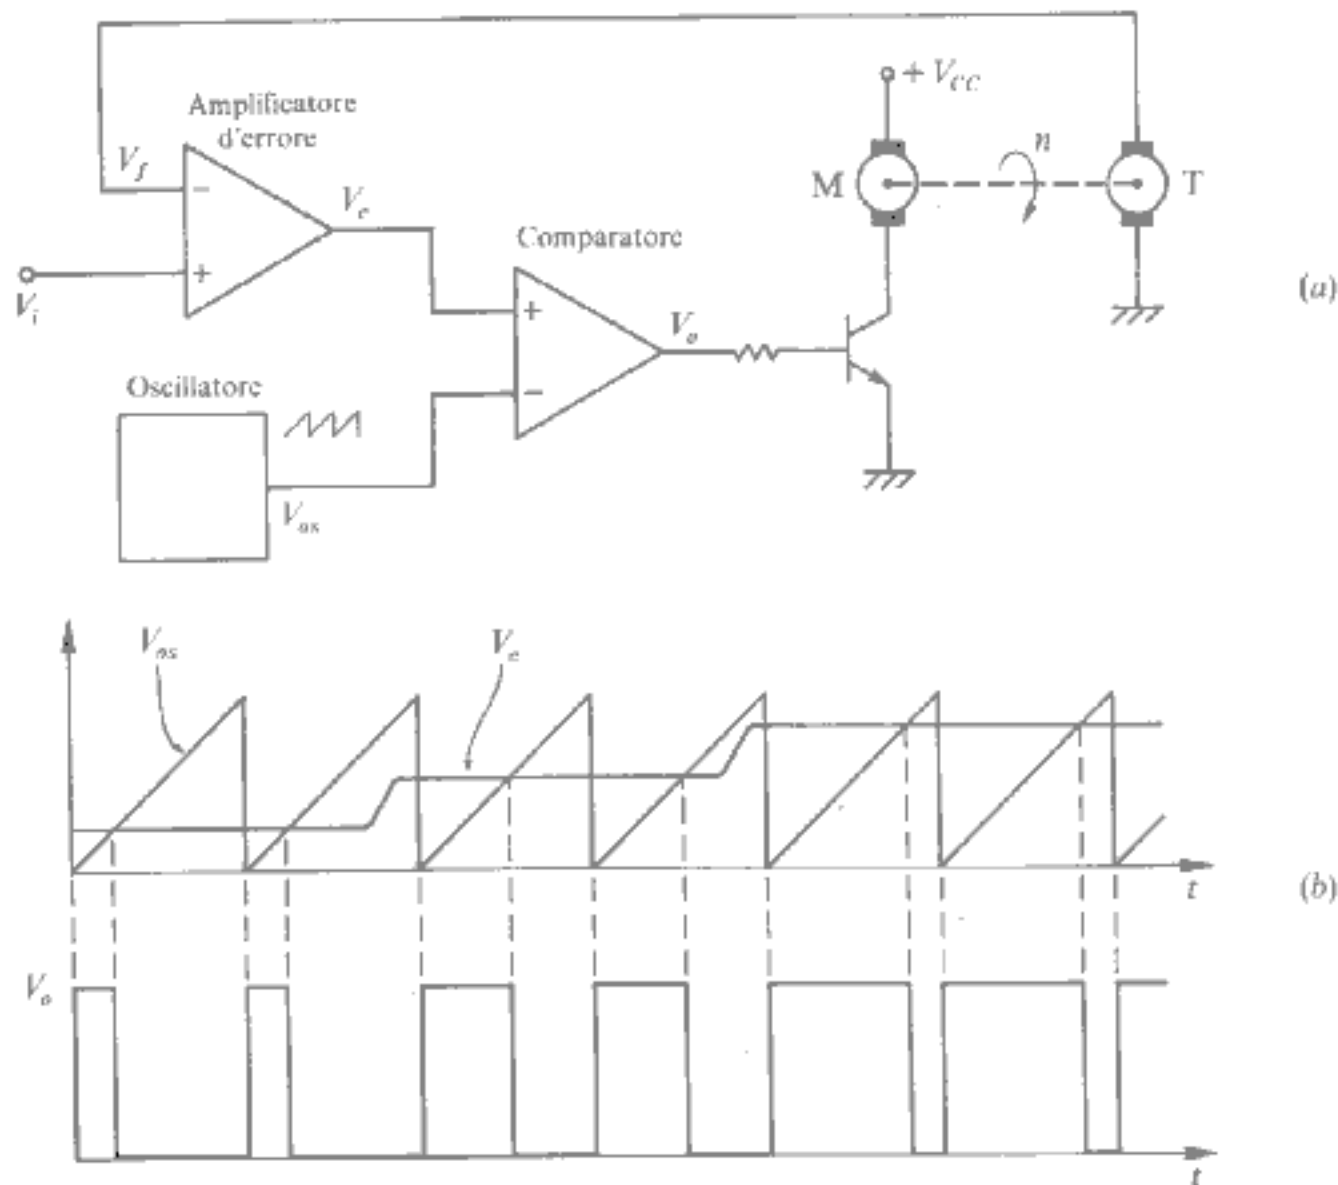 + V_CC
Amplificatore
d'errore
n
V_f
M
T
V_e
Comparatore
−
+
V_i
(a)
+
V_o
Oscillatore
−
V_os
V_os
V_e
t
(b)
V_o
t